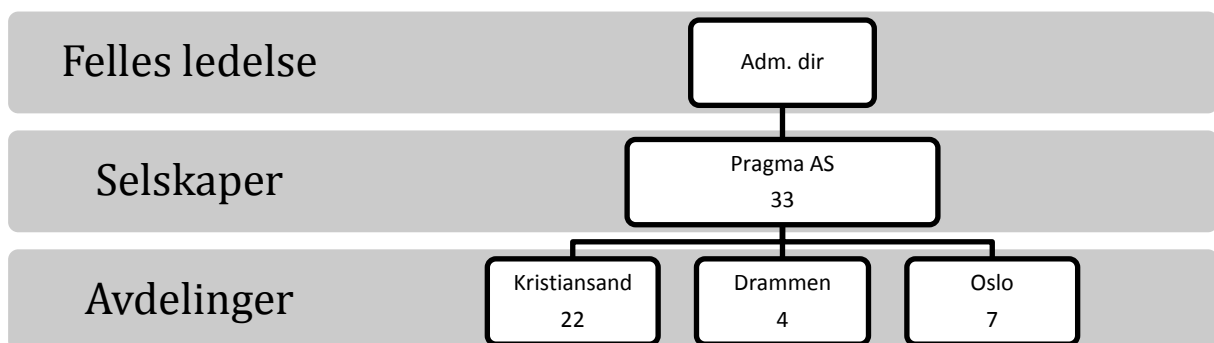 Felles ledelse
Adm. dir
Selskaper
Pragma AS
33
Avdelinger
Kristiansand
22
Drammen
4
Oslo
7